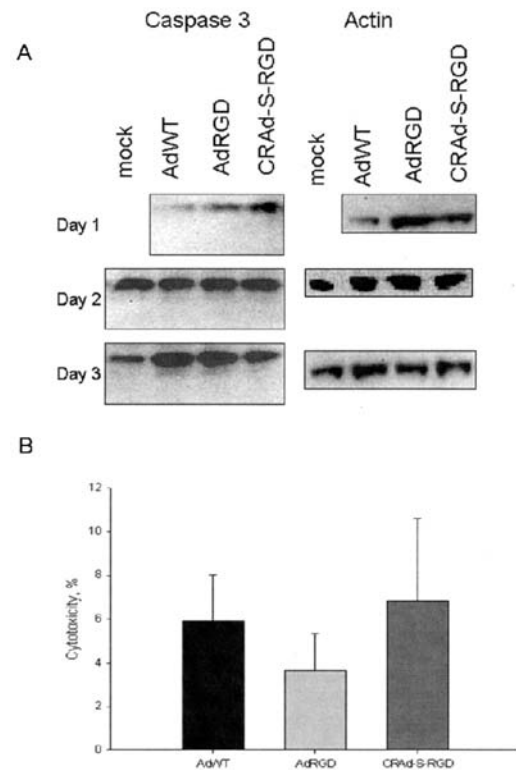 Caspase 3 Actin
A
mock AdWT AdRGD CRAd-S-RGD mock AdWT AdRGD CRAd-S-RGD
Day 1
Day 2
Day 3
B
12
10
8
6
4
2
0
Cytotoxicity, %
AdWT AdRGD CRAd-S-RGD